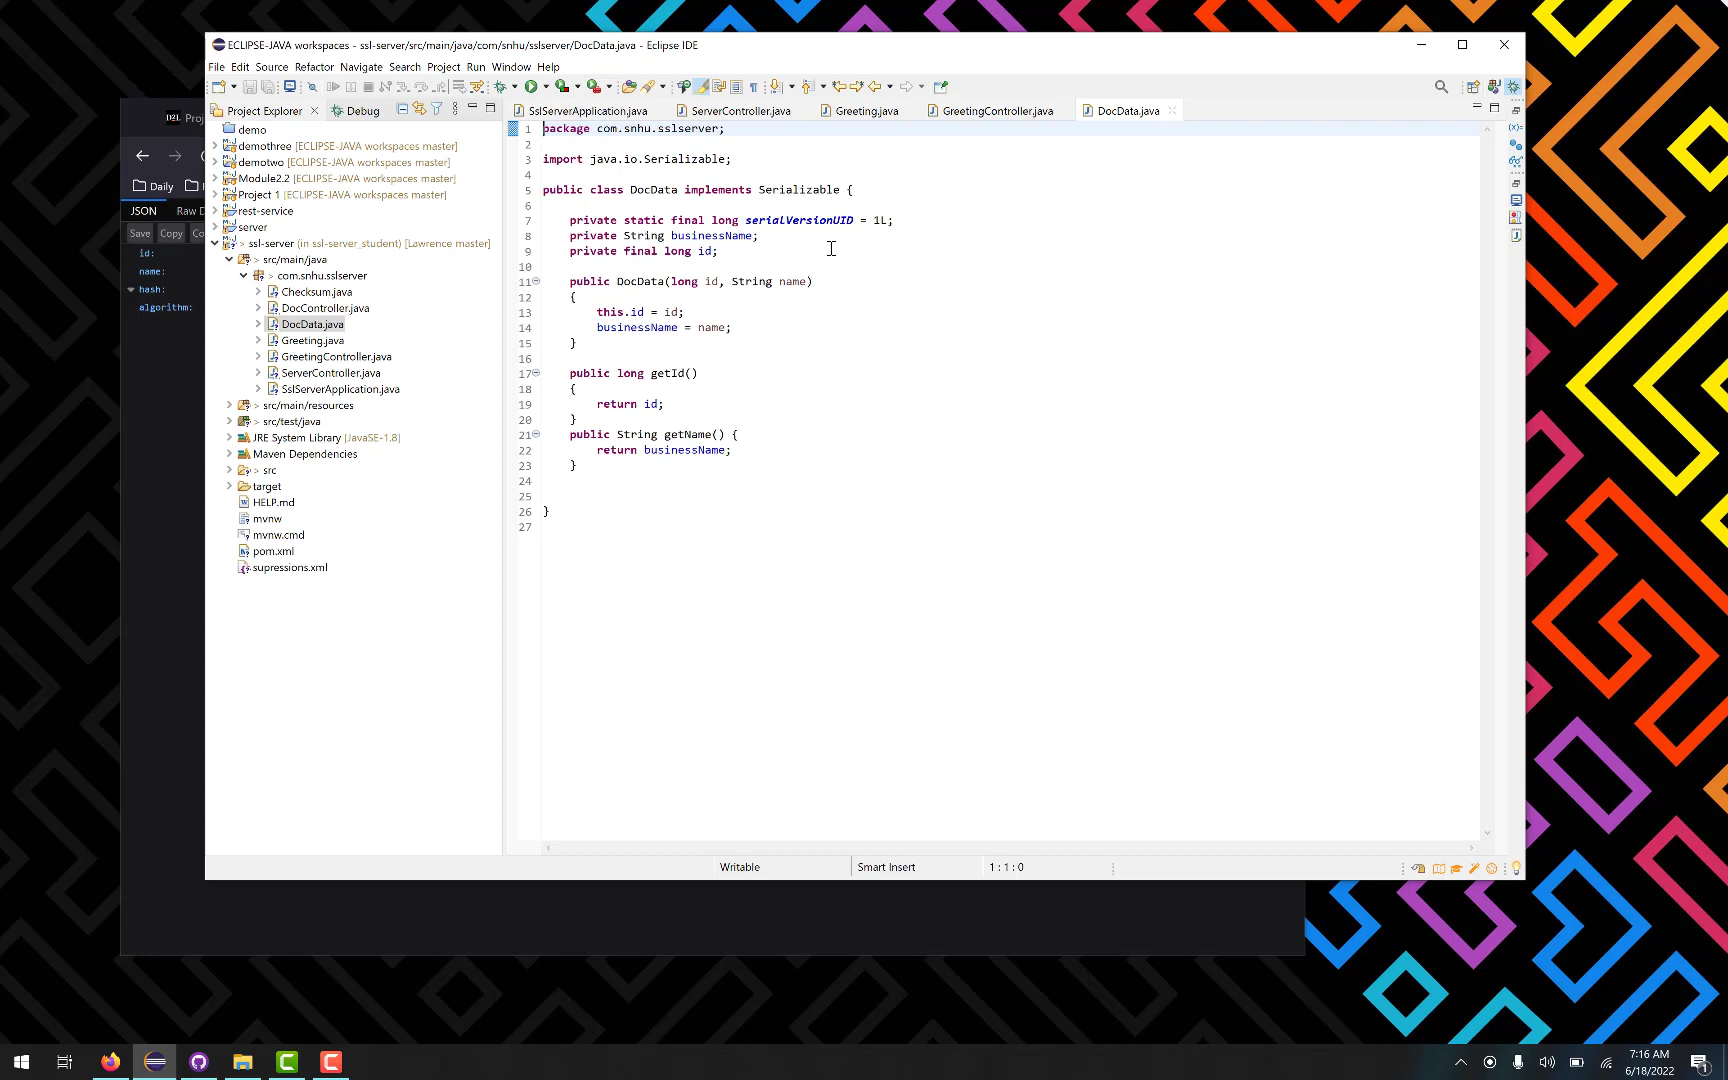 ECLIPSE-JAVA workspaces - ssl-server/src/main/java/com/snhu/sslserver/DocData.java - Eclipse IDE
File Edit Source Refactor Navigate Search Project Run Window Help
Project Explorer Debug
SslServerApplication.java ServerController.java Greeting.java GreetingController.java DocData.java
demo
demothree [ECLIPSE-JAVA workspaces master]
demotwo [ECLIPSE-JAVA workspaces master]
Module2.2 [ECLIPSE-JAVA workspaces master]
Project 1 [ECLIPSE-JAVA workspaces master]
rest-service
server
> ssl-server (in ssl-server_student) [Lawrence master]
> src/main/java
> com.snhu.sslserver
Checksum.java
DocController.java
DocData.java
Greeting.java
GreetingController.java
ServerController.java
SslServerApplication.java
> src/main/resources
> src/test/java
JRE System Library [JavaSE-1.8]
Maven Dependencies
> src
target
HELP.md
mvnw
mvnw.cmd
pom.xml
supressions.xml
1 package com.snhu.sslserver;
2
3 import java.io.Serializable;
4
5 public class DocData implements Serializable {
6
7 private static final long serialVersionUID = 1L;
8 private String businessName;
9 private final long id;
10
11 public DocData(long id, String name)
12 {
13 this.id = id;
14 businessName = name;
15 }
16
17 public long getId()
18 {
19 return id;
20 }
21 public String getName() {
22 return businessName;
23 }
24
25
26 }
27
Writable Smart Insert 1 : 1 : 0
D2L Proj
Daily
JSON Raw D
Save Copy Co
id:
name:
hash:
algorithm:
7:16 AM
6/18/2022
1